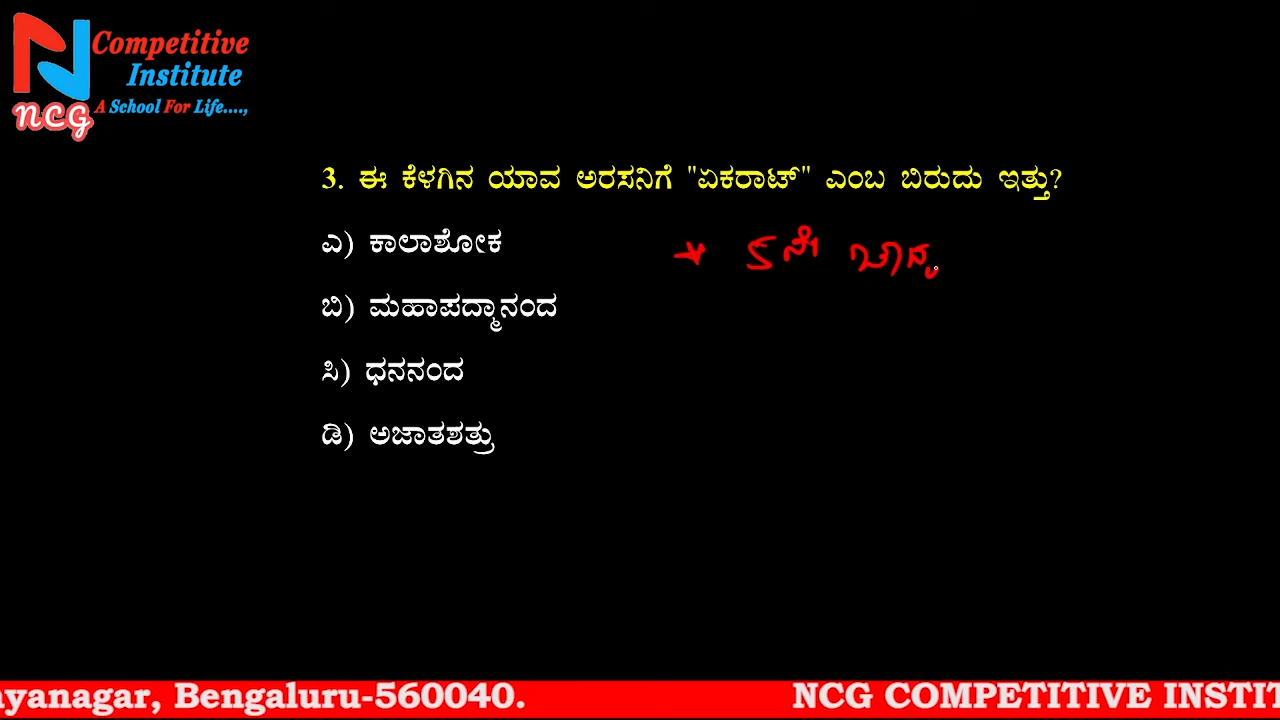 Competitive
Institute
NCG A School For Life....,
3. ಈ ಕೆಳಗಿನ ಯಾವ ಅರಸನಿಗೆ "ಏಕರಾಟ್" ಎಂಬ ಬಿರುದು ಇತ್ತು?
ಎ) ಕಾಲಾಶೋಕ
ಬಿ) ಮಹಾಪದ್ಮಾನಂದ
ಸಿ) ಧನನಂದ
ಡಿ) ಅಜಾತಶತ್ರು
ayanagar, Bengaluru-560040. NCG COMPETITIVE INSTIT